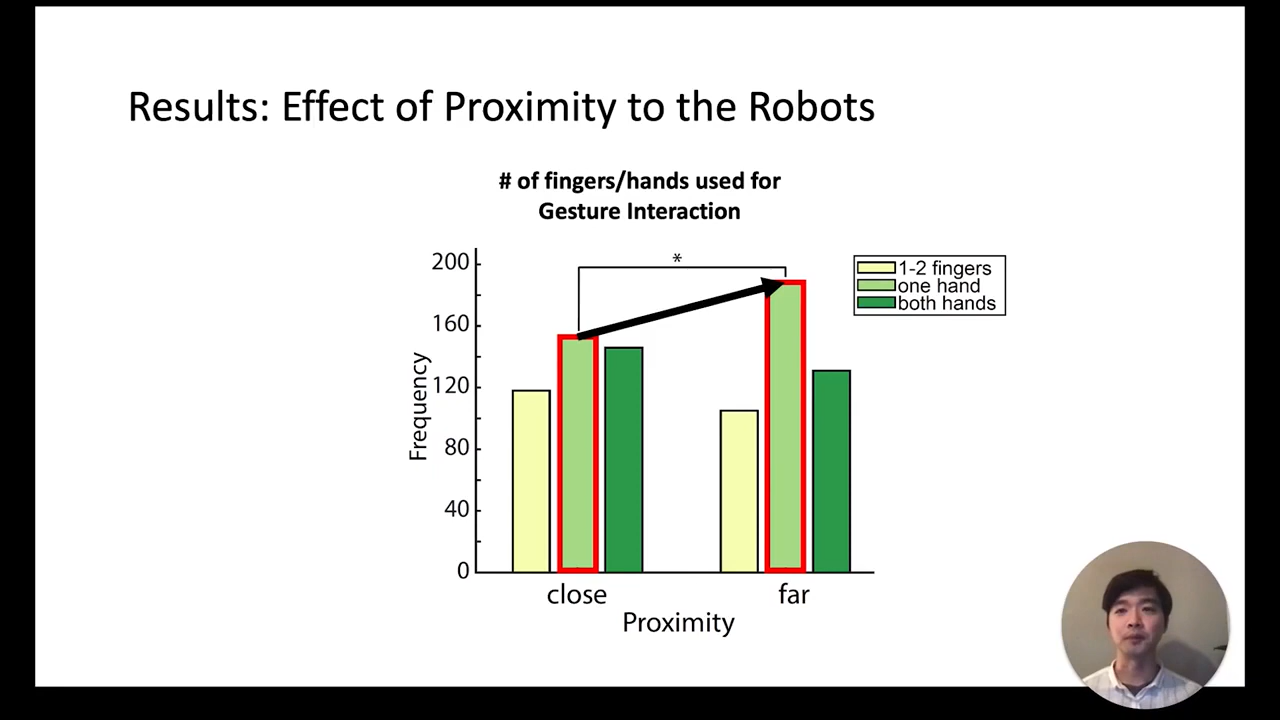 Results: Effect of Proximity to the Robots
# of fingers/hands used for
Gesture Interaction
*
200
160
120
80
40
0
Frequency
1-2 fingers
one hand
both hands
close
far
Proximity